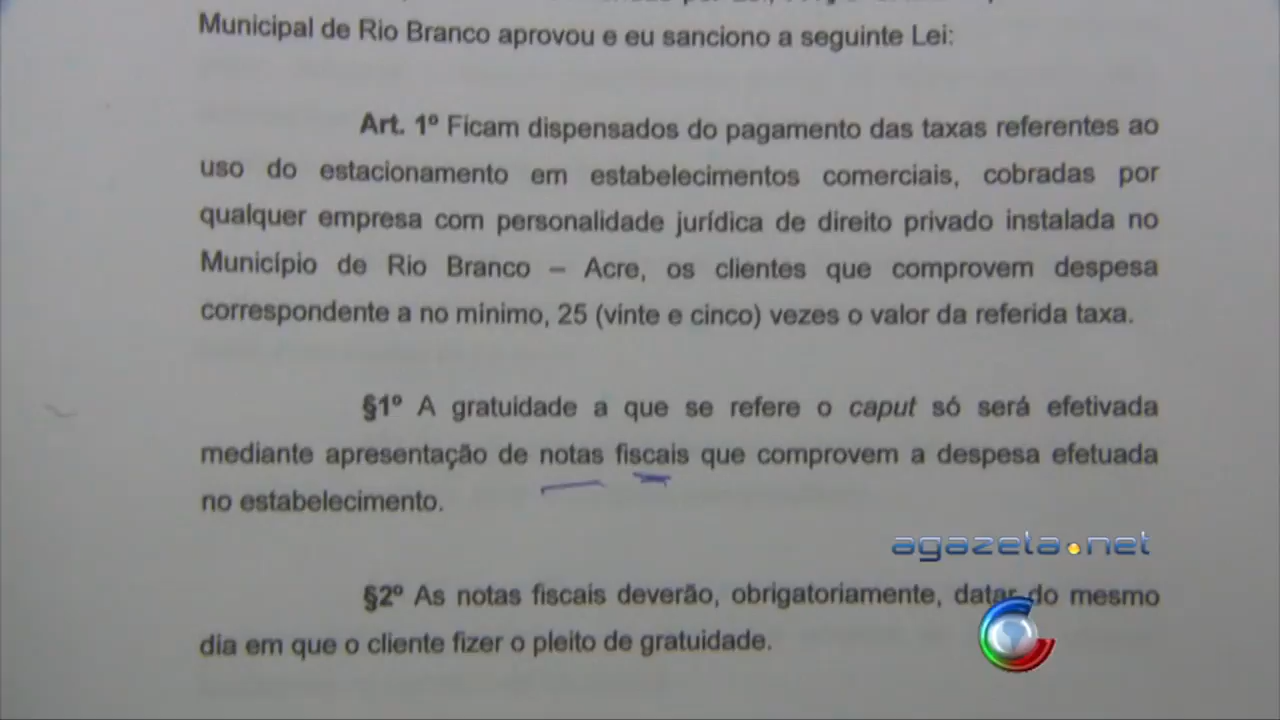 Municipal de Rio Branco aprovou e eu sanciono a seguinte Lei:
Art. 1º Ficam dispensados do pagamento das taxas referentes ao
uso do estacionamento em estabelecimentos comerciais, cobradas por
qualquer empresa com personalidade jurídica de direito privado instalada no
Município de Rio Branco – Acre, os clientes que comprovem despesa
correspondente a no mínimo, 25 (vinte e cinco) vezes o valor da referida taxa.
§1º A gratuidade a que se refere o caput só será efetivada
mediante apresentação de notas fiscais que comprovem a despesa efetuada
no estabelecimento.
agazeta.net
§2º As notas fiscais deverão, obrigatoriamente, datar do mesmo
dia em que o cliente fizer o pleito de gratuidade.